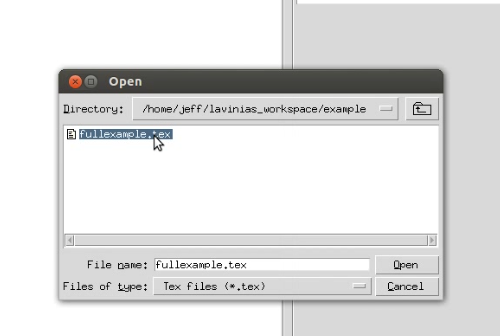 Open
Directory: /home/jeff/lavinias_workspace/example
fullexample.tex
File name: fullexample.tex Open
Files of type: Tex files (*.tex) Cancel